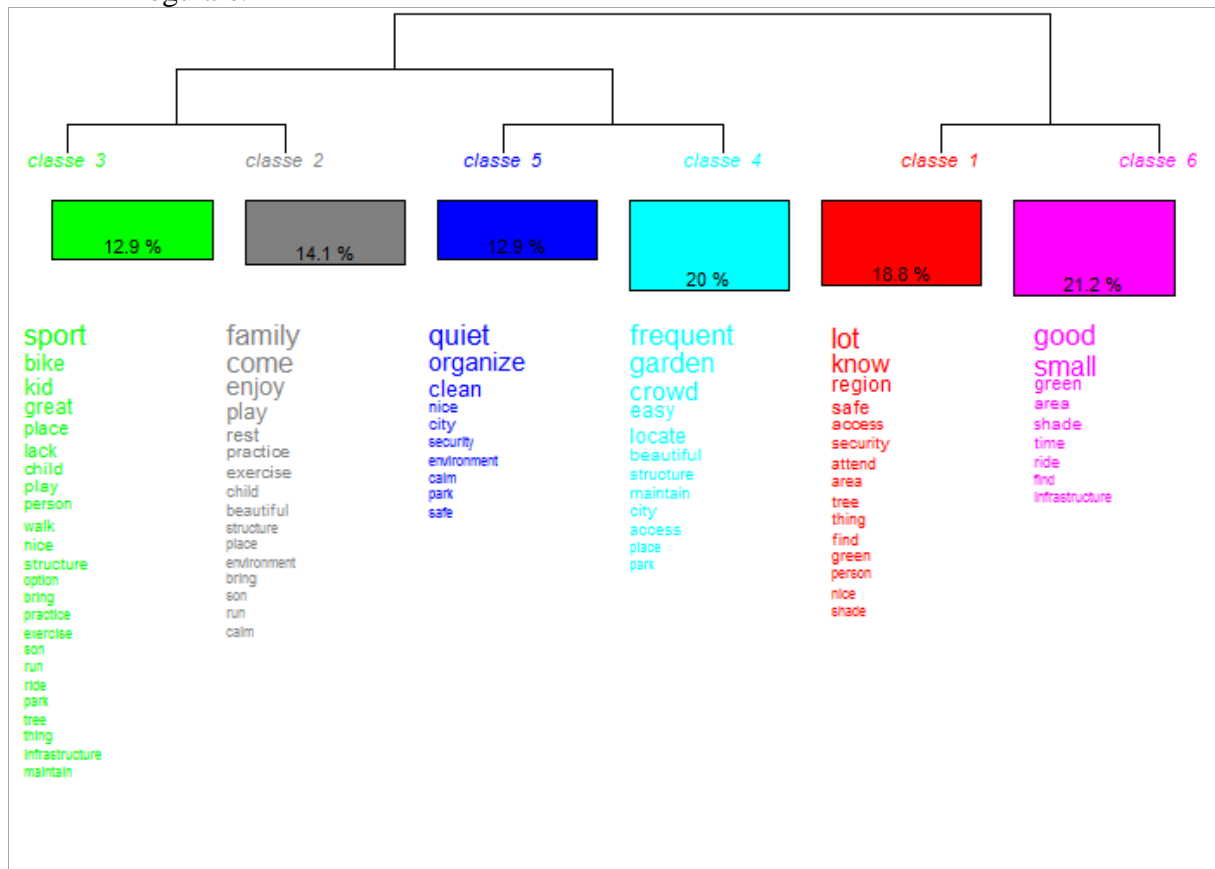 classe 3
classe 2
classe 5
classe 4
classe 1
classe 6
12.9 %
14.1 %
12.9 %
20 %
18.8 %
21.2 %
sport
bike
kid
great
place
lack
child
play
person
walk
nice
structure
option
bring
practice
exercise
son
run
ride
park
tree
thing
infrastructure
maintain
family
come
enjoy
play
rest
practice
exercise
child
beautiful
structure
place
environment
bring
son
run
calm
quiet
organize
clean
nice
city
security
environment
calm
park
safe
frequent
garden
crowd
easy
locate
beautiful
structure
maintain
city
access
place
park
lot
know
region
safe
access
security
attend
area
tree
thing
find
green
person
nice
shade
good
small
green
area
shade
time
ride
find
infrastructure